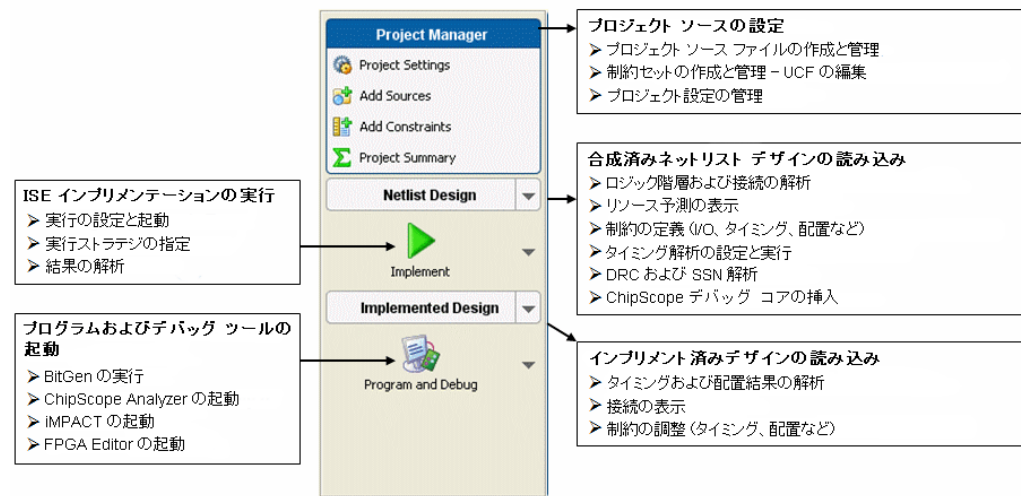 Project Manager
Project Settings
Add Sources
Add Constraints
Project Summary
Netlist Design
Implement
Implemented Design
Program and Debug
プロジェクト ソースの設定
➤ プロジェクト ソース ファイルの作成と管理
➤ 制約セットの作成と管理 – UCF の編集
➤ プロジェクト設定の管理
合成済みネットリスト デザインの読み込み
➤ ロジック階層および接続の解析
➤ リソース予測の表示
➤ 制約の定義 (I/O、タイミング、配置など)
➤ タイミング解析の設定と実行
➤ DRC および SSN 解析
➤ ChipScope デバッグ コアの挿入
ISE インプリメンテーションの実行
➤ 実行の設定と起動
➤ 実行ストラテジの指定
➤ 結果の解析
プログラムおよびデバッグ ツールの
起動
➤ BitGen の実行
➤ ChipScope Analyzer の起動
➤ iMPACT の起動
➤ FPGA Editor の起動
インプリメント済みデザインの読み込み
➤ タイミングおよび配置結果の解析
➤ 接続の表示
➤ 制約の調整 (タイミング、配置など)